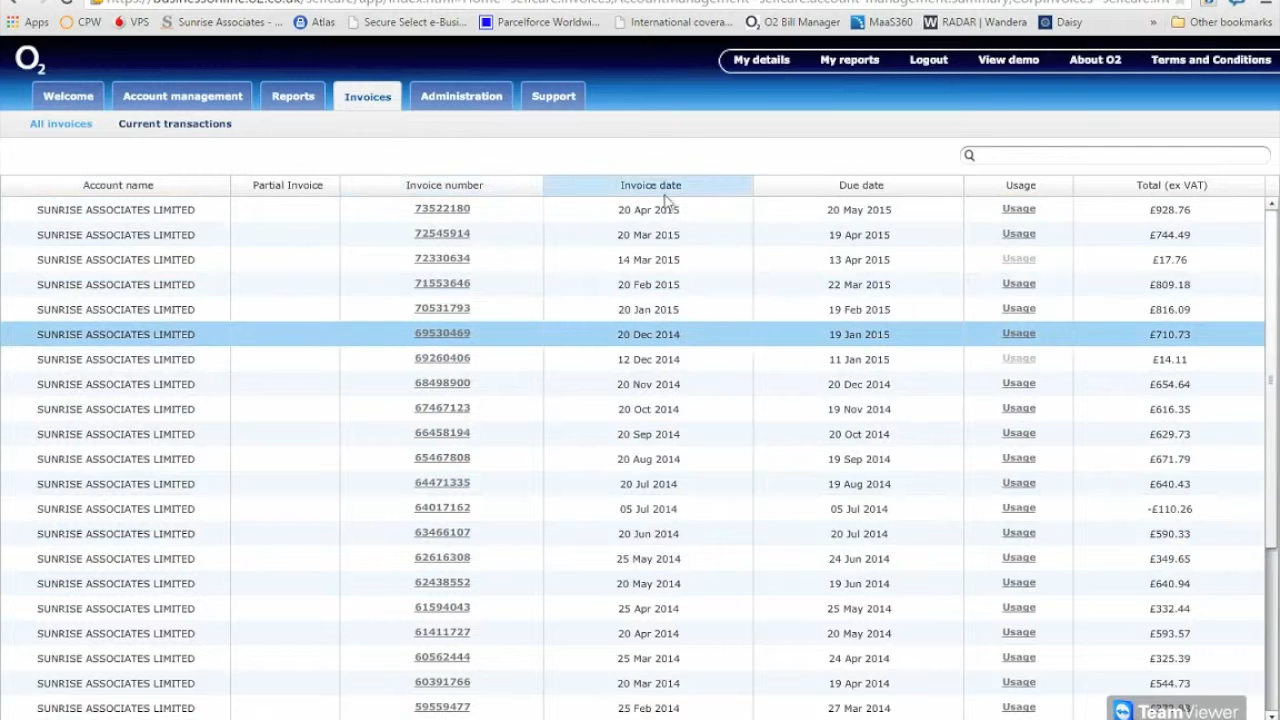 Apps CPW VPS Sunrise Associates - ... Atlas Secure Select e-Busi... Parcelforce Worldwi... International covera... O2 Bill Manager MaaS360 RADAR | Wandera Daisy » Other bookmarks
O2
My details My reports Logout View demo About O2 Terms and Conditions
Welcome Account management Reports Invoices Administration Support
All invoices Current transactions
Account name Partial Invoice Invoice number Invoice date Due date Usage Total (ex VAT)
SUNRISE ASSOCIATES LIMITED 73522180 20 Apr 2015 20 May 2015 Usage £928.76
SUNRISE ASSOCIATES LIMITED 72545914 20 Mar 2015 19 Apr 2015 Usage £744.49
SUNRISE ASSOCIATES LIMITED 72330634 14 Mar 2015 13 Apr 2015 Usage £17.76
SUNRISE ASSOCIATES LIMITED 71553646 20 Feb 2015 22 Mar 2015 Usage £809.18
SUNRISE ASSOCIATES LIMITED 70531793 20 Jan 2015 19 Feb 2015 Usage £816.09
SUNRISE ASSOCIATES LIMITED 69530469 20 Dec 2014 19 Jan 2015 Usage £710.73
SUNRISE ASSOCIATES LIMITED 69260406 12 Dec 2014 11 Jan 2015 Usage £14.11
SUNRISE ASSOCIATES LIMITED 68498900 20 Nov 2014 20 Dec 2014 Usage £654.64
SUNRISE ASSOCIATES LIMITED 67467123 20 Oct 2014 19 Nov 2014 Usage £616.35
SUNRISE ASSOCIATES LIMITED 66458194 20 Sep 2014 20 Oct 2014 Usage £629.73
SUNRISE ASSOCIATES LIMITED 65467808 20 Aug 2014 19 Sep 2014 Usage £671.79
SUNRISE ASSOCIATES LIMITED 64471335 20 Jul 2014 19 Aug 2014 Usage £640.43
SUNRISE ASSOCIATES LIMITED 64017162 05 Jul 2014 05 Jul 2014 Usage -£110.26
SUNRISE ASSOCIATES LIMITED 63466107 20 Jun 2014 20 Jul 2014 Usage £590.33
SUNRISE ASSOCIATES LIMITED 62616308 25 May 2014 24 Jun 2014 Usage £349.65
SUNRISE ASSOCIATES LIMITED 62438552 20 May 2014 19 Jun 2014 Usage £640.94
SUNRISE ASSOCIATES LIMITED 61594043 25 Apr 2014 25 May 2014 Usage £332.44
SUNRISE ASSOCIATES LIMITED 61411727 20 Apr 2014 20 May 2014 Usage £593.57
SUNRISE ASSOCIATES LIMITED 60562444 25 Mar 2014 24 Apr 2014 Usage £325.39
SUNRISE ASSOCIATES LIMITED 60391766 20 Mar 2014 19 Apr 2014 Usage £544.73
SUNRISE ASSOCIATES LIMITED 59559477 25 Feb 2014 27 Mar 2014 Usage
TeamViewer